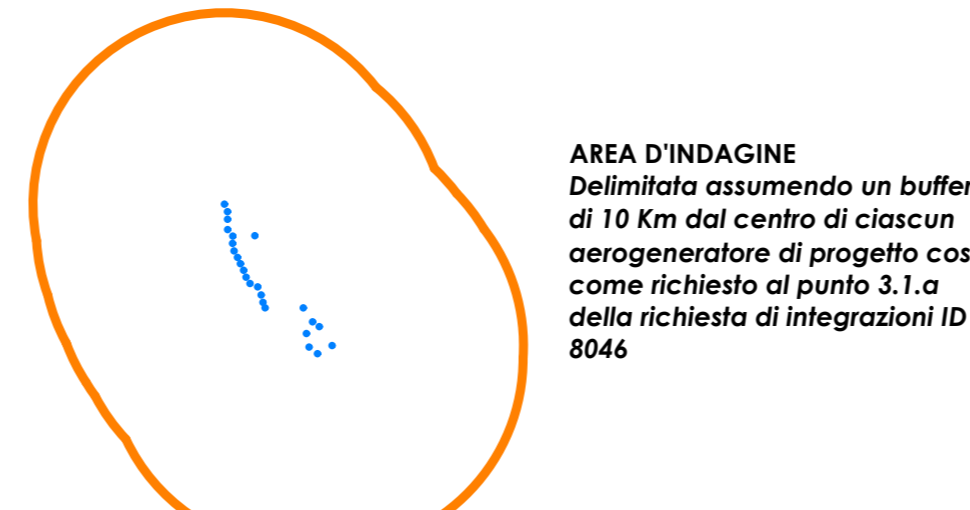 AREA D'INDAGINE
Delimitata assumendo un buffer
di 10 Km dal centro di ciascun
aerogeneratore di progetto cos
come richiesto al punto 3.1.a
della richiesta di integrazioni ID
8046